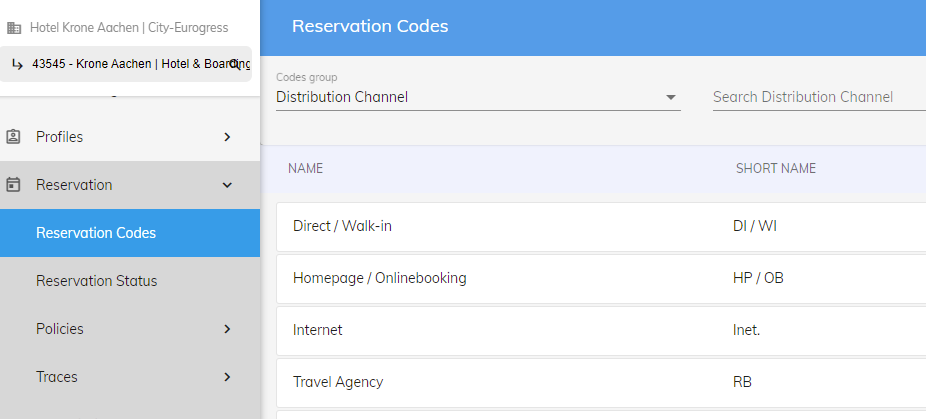 Hotel Krone Aachen | City-Eurogress
43545 - Krone Aachen | Hotel & Boarding
Reservation Codes
Codes group
Distribution Channel
Search Distribution Channel
Profiles
Reservation
Reservation Codes
Reservation Status
Policies
Traces
NAME SHORT NAME
Direct / Walk-in DI / WI
Homepage / Onlinebooking HP / OB
Internet Inet.
Travel Agency RB